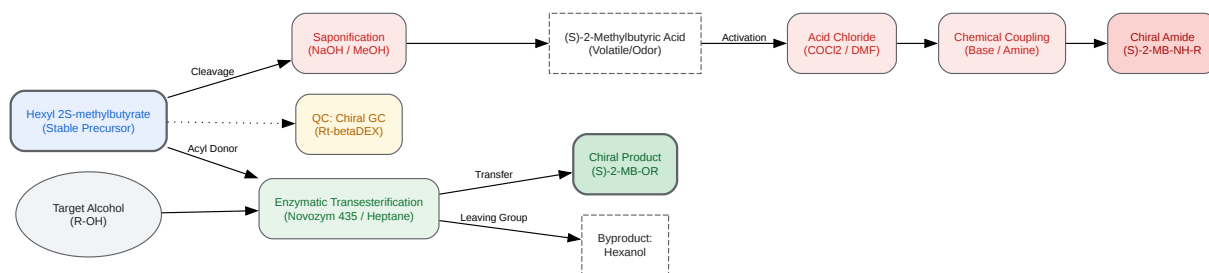 Saponification
(NaOH / MeOH)
(S)-2-Methylbutyric Acid
(Volatile/Odor)
Activation
Acid Chloride
(COCl2 / DMF)
Chemical Coupling
(Base / Amine)
Chiral Amide
(S)-2-MB-NH-R
Cleavage
Hexyl 2S-methylbutyrate
(Stable Precursor)
QC: Chiral GC
(Rt-betaDEX)
Acyl Donor
Target Alcohol
(R-OH)
Enzymatic Transesterification
(Novozym 435 / Heptane)
Transfer
Chiral Product
(S)-2-MB-OR
Leaving Group
Byproduct:
Hexanol